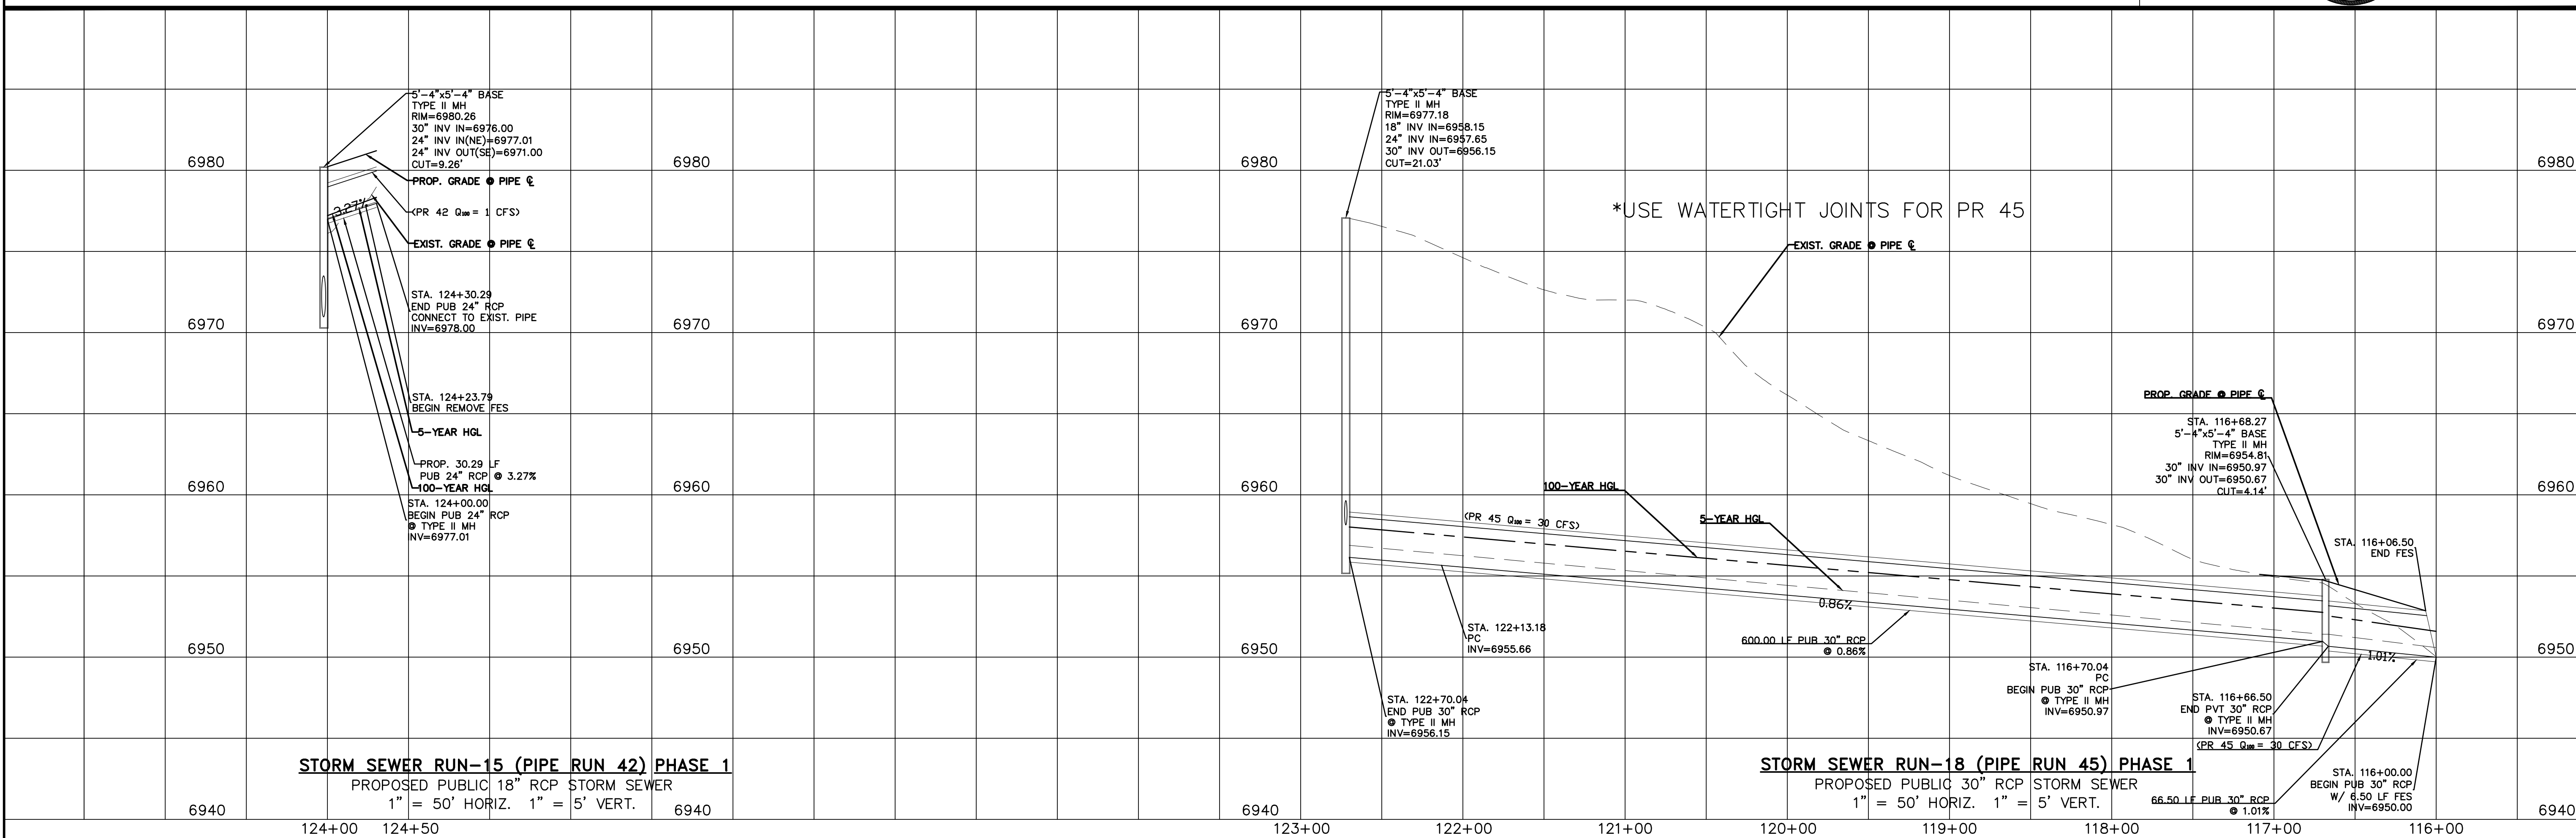 5'-4"x5'-4" BASE
TYPE II MH
RIM=6980.26
30" INV IN=6976.00
24" INV IN(NE)=6977.01
24" INV OUT(SE)=6971.00
CUT=9.26'
PROP. GRADE @ PIPE ℄
(PR 42 Q₁₀₀ = 1 CFS)
3.27%
EXIST. GRADE @ PIPE ℄
STA. 124+30.29
END PUB 24" RCP
CONNECT TO EXIST. PIPE
INV=6978.00
STA. 124+23.79
BEGIN REMOVE FES
5-YEAR HGL
PROP. 30.29 LF
PUB 24" RCP @ 3.27%
100-YEAR HGL
STA. 124+00.00
BEGIN PUB 24" RCP
@ TYPE II MH
INV=6977.01
6980 6980
6970 6970
6960 6960
6950 6950
6940 6940
STORM SEWER RUN-15 (PIPE RUN 42) PHASE 1
PROPOSED PUBLIC 18" RCP STORM SEWER
1" = 50' HORIZ. 1" = 5' VERT.
124+00 124+50
5'-4"x5'-4" BASE
TYPE II MH
RIM=6977.18
18" INV IN=6958.15
24" INV IN=6957.65
30" INV OUT=6956.15
CUT=21.03'
*USE WATERTIGHT JOINTS FOR PR 45
EXIST. GRADE @ PIPE ℄
PROP. GRADE @ PIPE ℄
STA. 116+68.27
5'-4"x5'-4" BASE
TYPE II MH
RIM=6954.81
30" INV IN=6950.97
30" INV OUT=6950.67
CUT=4.14'
100-YEAR HGL
(PR 45 Q₁₀₀ = 30 CFS)
5-YEAR HGL
STA. 116+06.50
END FES
0.86%
STA. 122+13.18
PC
INV=6955.66
600.00 LF PUB 30" RCP
@ 0.86%
1.01%
STA. 122+70.04
END PUB 30" RCP
@ TYPE II MH
INV=6956.15
STA. 116+70.04
PC
BEGIN PUB 30" RCP
@ TYPE II MH
INV=6950.97
STA. 116+66.50
END PVT 30" RCP
@ TYPE II MH
INV=6950.67
(PR 45 Q₁₀₀ = 30 CFS)
66.50 LF PUB 30" RCP
@ 1.01%
STA. 116+00.00
BEGIN PUB 30" RCP
W/ 6.50 LF FES
INV=6950.00
6980 6980
6970 6970
6960 6960
6950 6950
6940 6940
STORM SEWER RUN-18 (PIPE RUN 45) PHASE 1
PROPOSED PUBLIC 30" RCP STORM SEWER
1" = 50' HORIZ. 1" = 5' VERT.
123+00 122+00 121+00 120+00 119+00 118+00 117+00 116+00